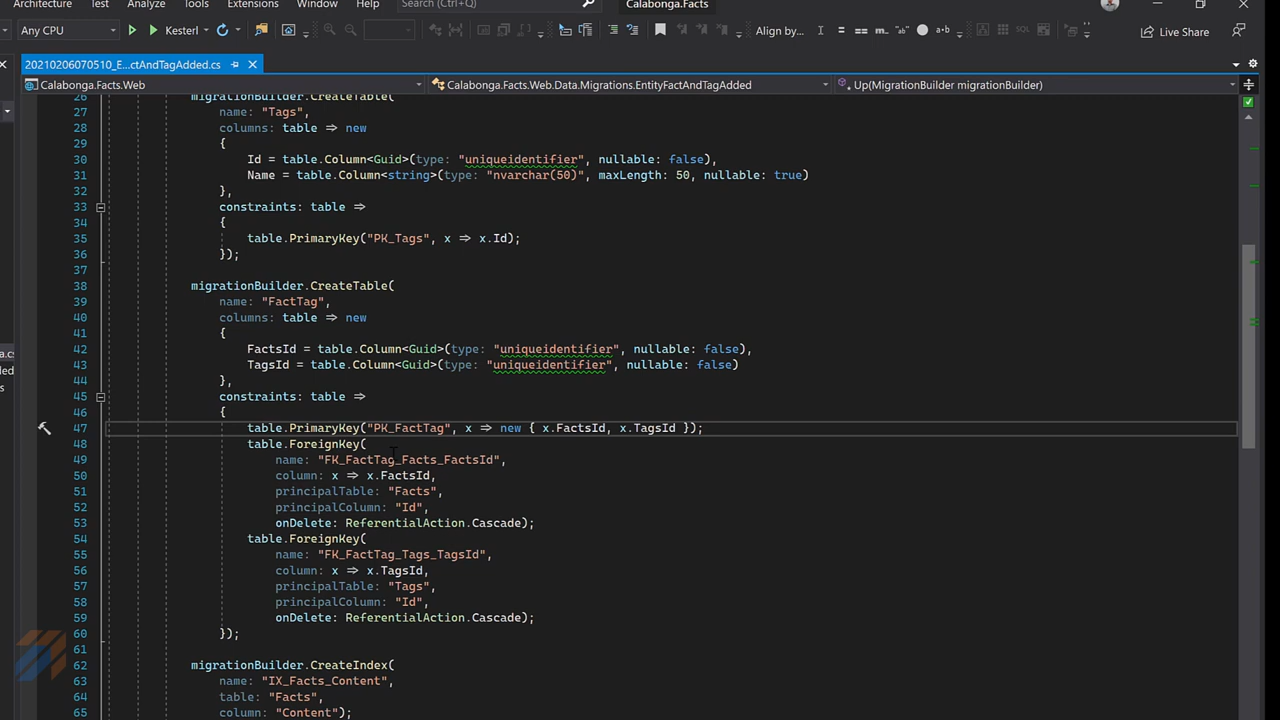 Architecture Test Analyze Tools Extensions Window Help Search (Ctrl+Q) Calabonga.Facts
Any CPU Kesterl Align by... Live Share
20210206070510_E...ctAndTagAdded.cs
Calabonga.Facts.Web Calabonga.Facts.Web.Data.Migrations.EntityFactAndTagAdded Up(MigrationBuilder migrationBuilder)
26 migrationBuilder.CreateTable(
27 name: "Tags",
28 columns: table => new
29 {
30 Id = table.Column<Guid>(type: "uniqueidentifier", nullable: false),
31 Name = table.Column<string>(type: "nvarchar(50)", maxLength: 50, nullable: true)
32 },
33 constraints: table =>
34 {
35 table.PrimaryKey("PK_Tags", x => x.Id);
36 });
37
38 migrationBuilder.CreateTable(
39 name: "FactTag",
40 columns: table => new
41 {
42 FactsId = table.Column<Guid>(type: "uniqueidentifier", nullable: false),
43 TagsId = table.Column<Guid>(type: "uniqueidentifier", nullable: false)
44 },
45 constraints: table =>
46 {
47 table.PrimaryKey("PK_FactTag", x => new { x.FactsId, x.TagsId });
48 table.ForeignKey(
49 name: "FK_FactTag_Facts_FactsId",
50 column: x => x.FactsId,
51 principalTable: "Facts",
52 principalColumn: "Id",
53 onDelete: ReferentialAction.Cascade);
54 table.ForeignKey(
55 name: "FK_FactTag_Tags_TagsId",
56 column: x => x.TagsId,
57 principalTable: "Tags",
58 principalColumn: "Id",
59 onDelete: ReferentialAction.Cascade);
60 });
61
62 migrationBuilder.CreateIndex(
63 name: "IX_Facts_Content",
64 table: "Facts",
65 column: "Content");